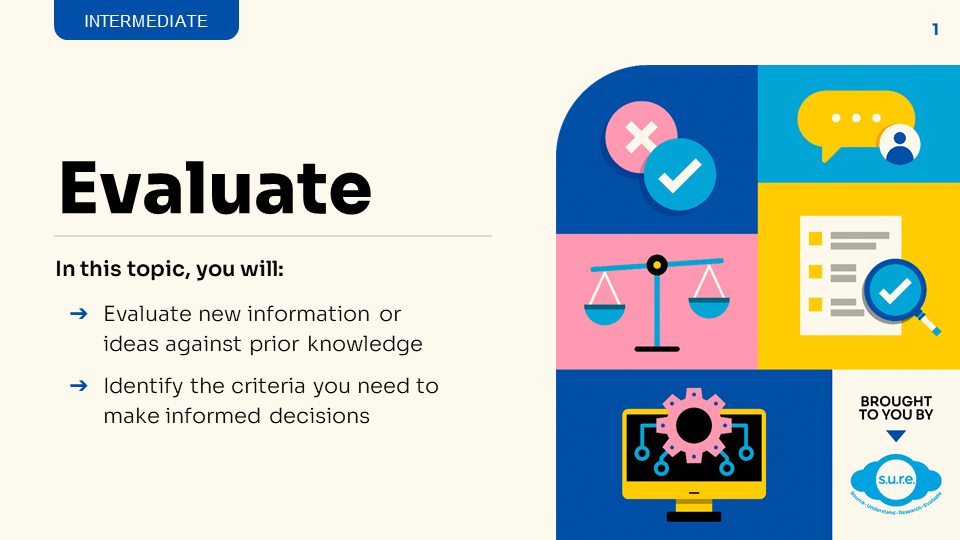 INTERMEDIATE
1
Evaluate
In this topic, you will:
➔ Evaluate new information or
ideas against prior knowledge
➔ Identify the criteria you need to
make informed decisions
BROUGHT
TO YOU BY
s.u.r.e.
Source•Understand•Research•Evaluate